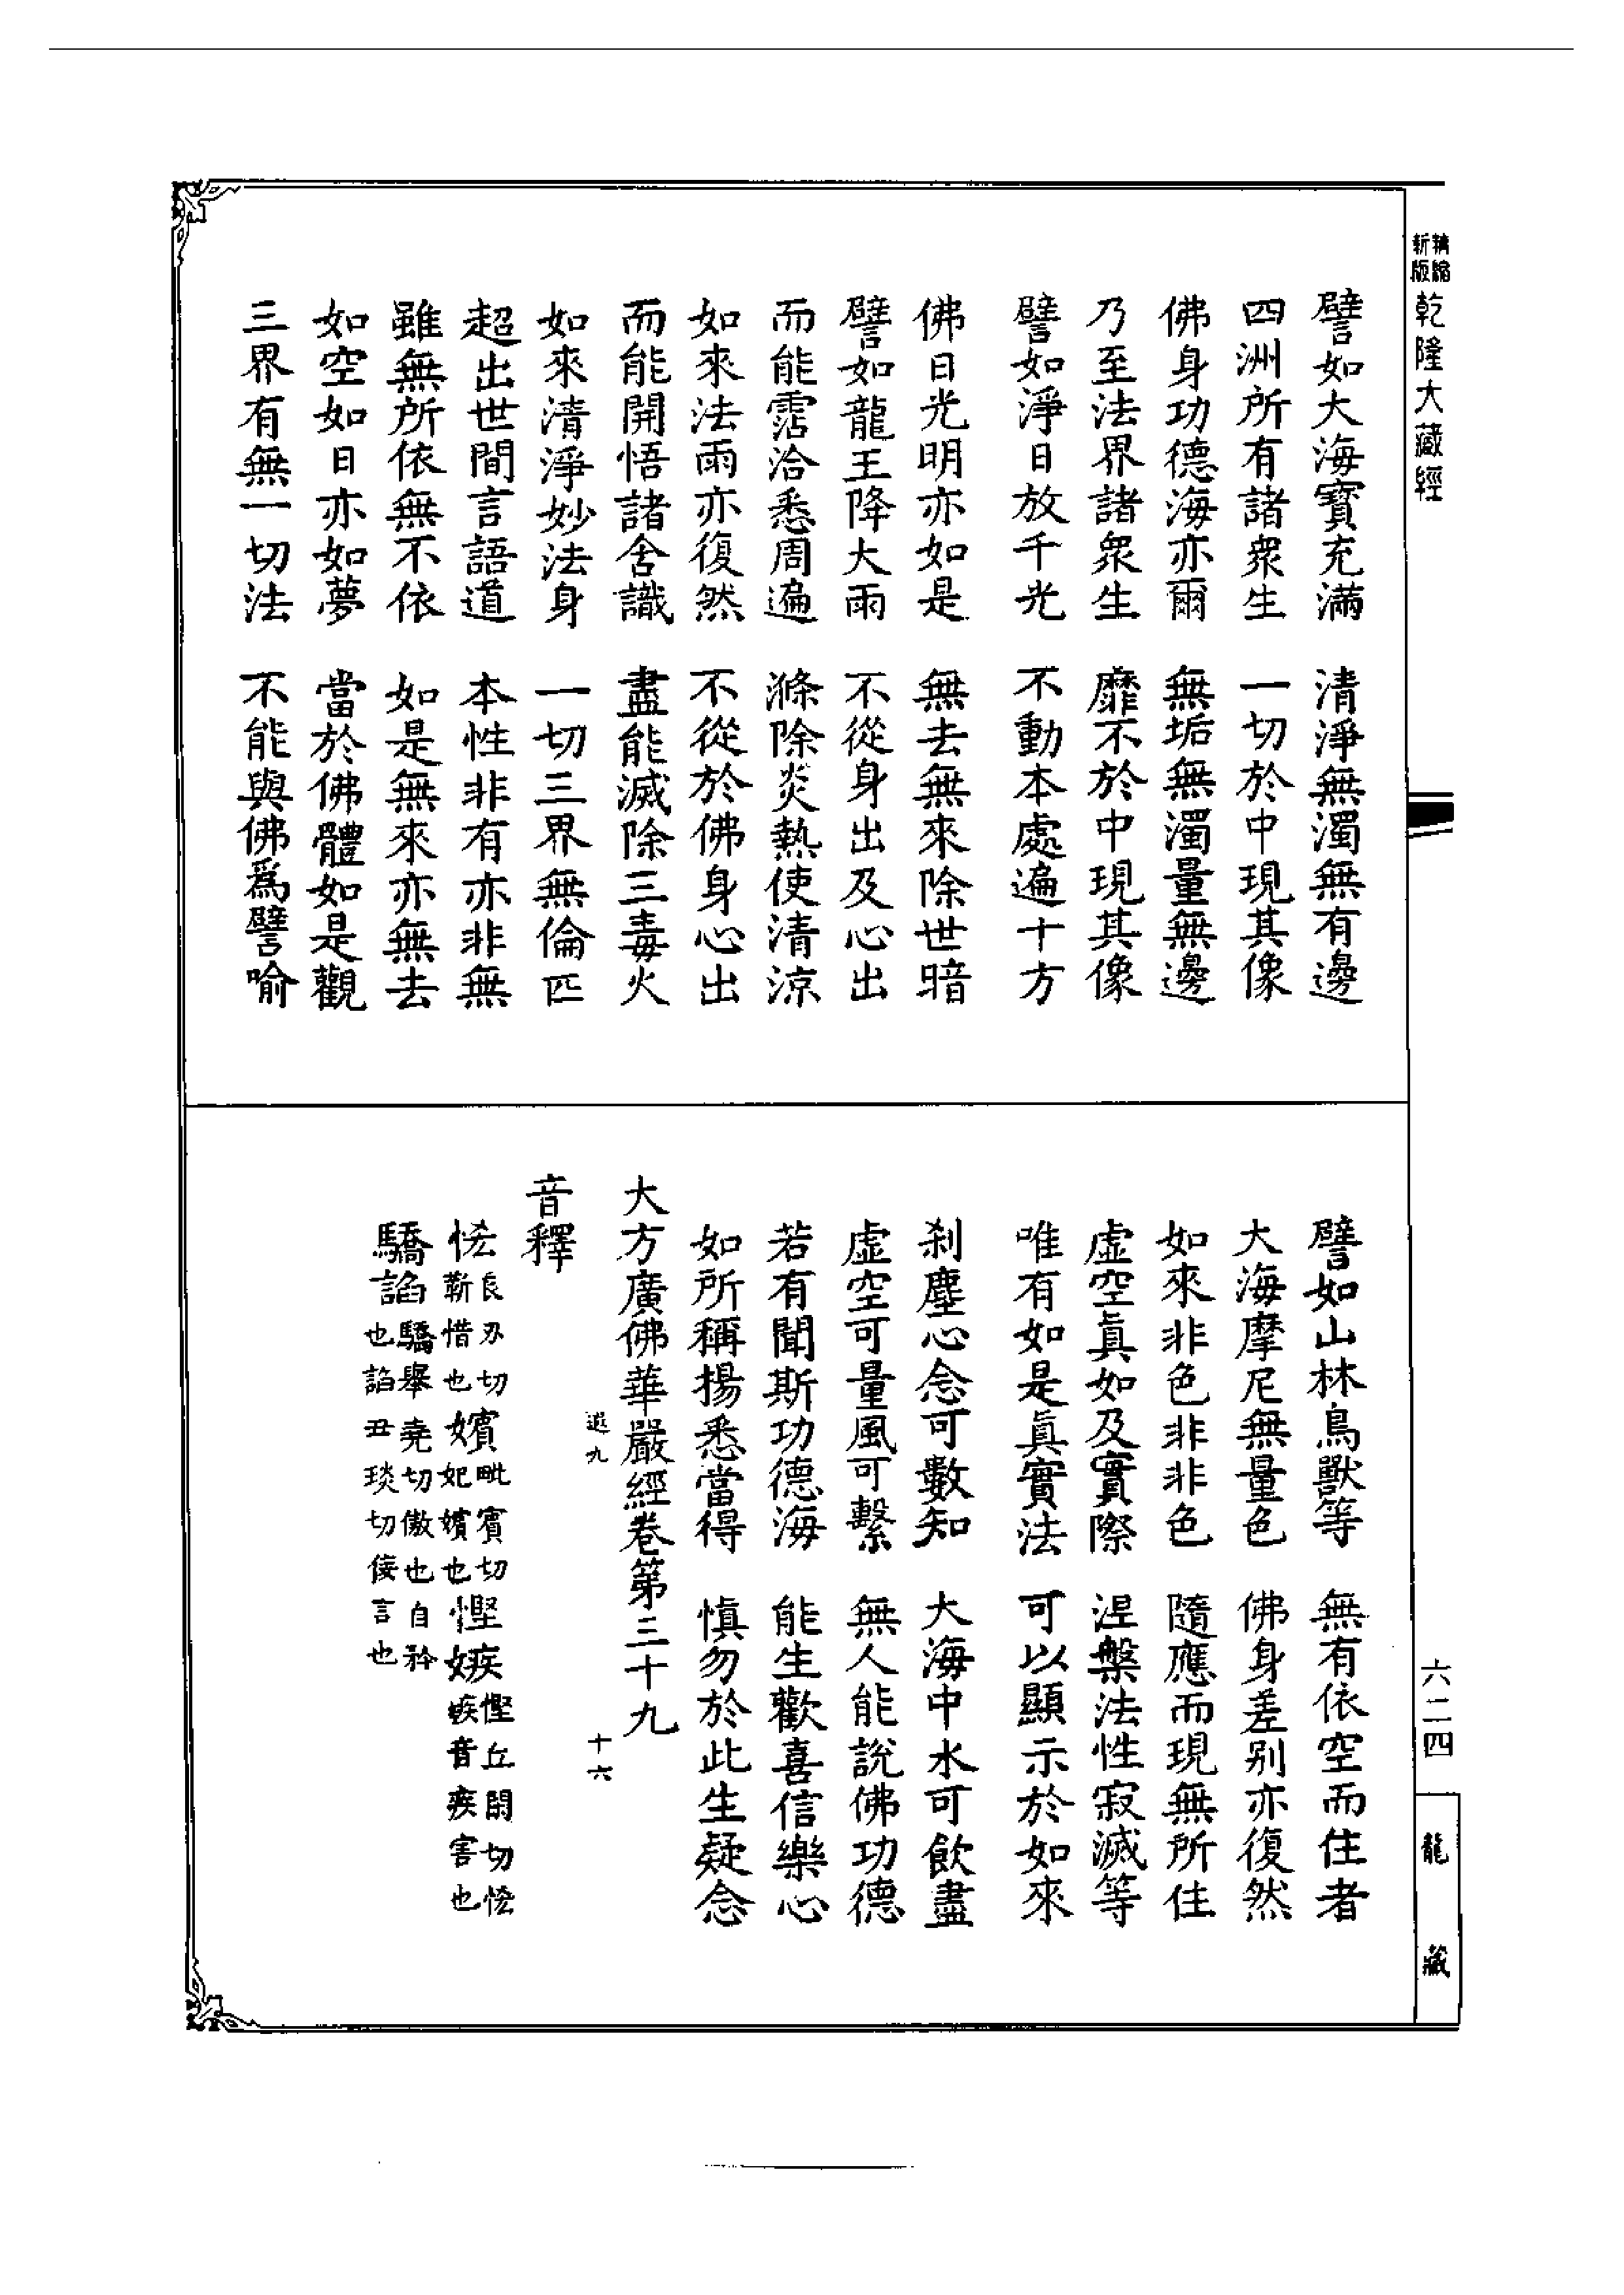 精縮新版
乾隆大藏經
譬如大海寶充滿　清淨無濁無有邊
四洲所有諸衆生　一切於中現其像
佛身功德海亦爾　無垢無濁量無邊
乃至法界諸衆生　靡不於中現其像
譬如淨日放千光　不動本處遍十方
佛日光明亦如是　無去無來除世暗
譬如龍王降大雨　不從身出及心出
而能霑洽悉周遍　滌除炎熱使清涼
如來法雨亦復然　不從於佛身心出
而能開悟諸含識　盡能滅除三毒火
如來清淨妙法身　一切三界無倫匹
超出世間言語道　本性非有亦非無
雖無所依無不依　如是無來亦無去
如空如日亦如夢　當於佛體如是觀
三界有無一切法　不能與佛爲譬喻
譬如山林鳥獸等　無有依空而住者
大海摩尼無量色　佛身差别亦復然
如來非色非非色　隨應而現無所住
虛空眞如及實際　涅槃法性寂滅等
唯有如是眞實法　可以顯示於如來
刹塵心念可數知　大海中水可飲盡
虛空可量風可繫　無人能說佛功德
若有聞斯功德海　能生歡喜信樂心
如所稱揚悉當得　慎勿於此生疑念
大方廣佛華嚴經卷第三十九
遐九　十六
音釋
恡良刃切靳惜也嬪毗賓切妃嬪也慳嫉慳丘閑切恡嫉音疾害也
驕諂驕舉堯切傲也自矜也諂丑琰切佞言也
六二四
龍藏